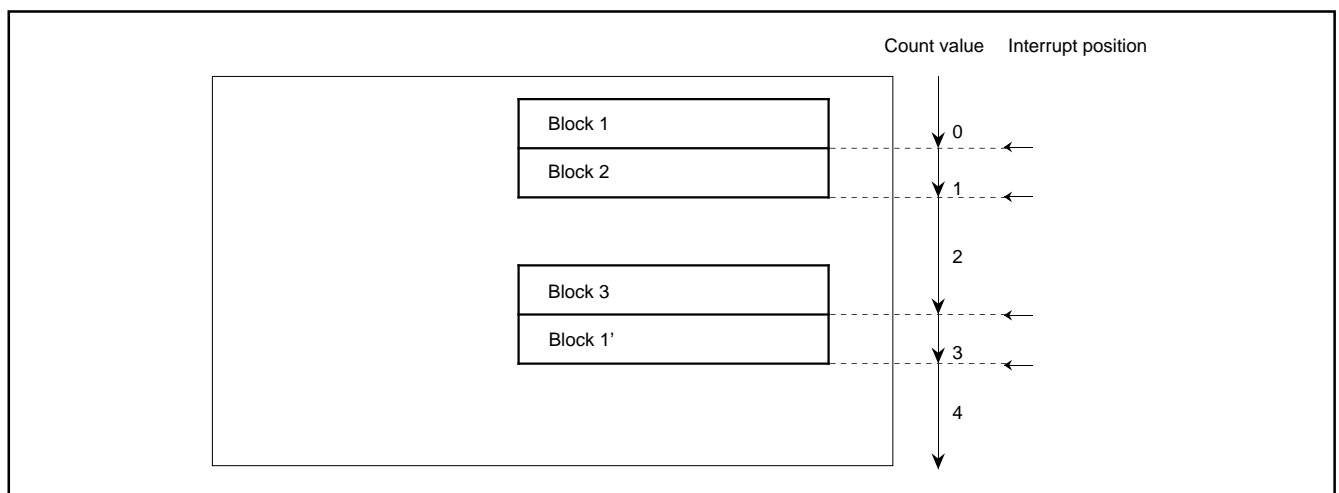 Count value Interrupt position
Block 1
0
Block 2
1
2
Block 3
Block 1’
3
4